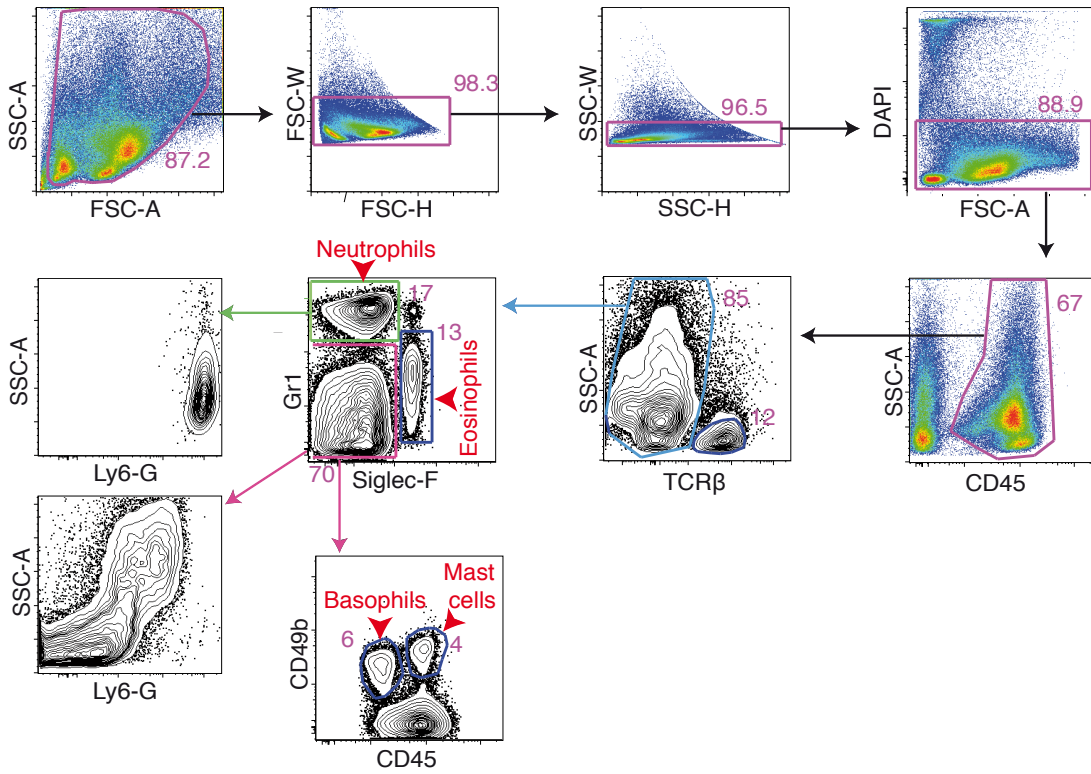 SSC-A
87.2
FSC-A
FSC-W
98.3
FSC-H
SSC-W
96.5
SSC-H
DAPI
88.9
FSC-A
SSC-A
Ly6-G
Neutrophils
17
13
Gr1
Eosinophils
70
Siglec-F
SSC-A
85
12
TCRβ
SSC-A
67
CD45
SSC-A
Ly6-G
Mast
cells
Basophils
6
4
CD49b
CD45